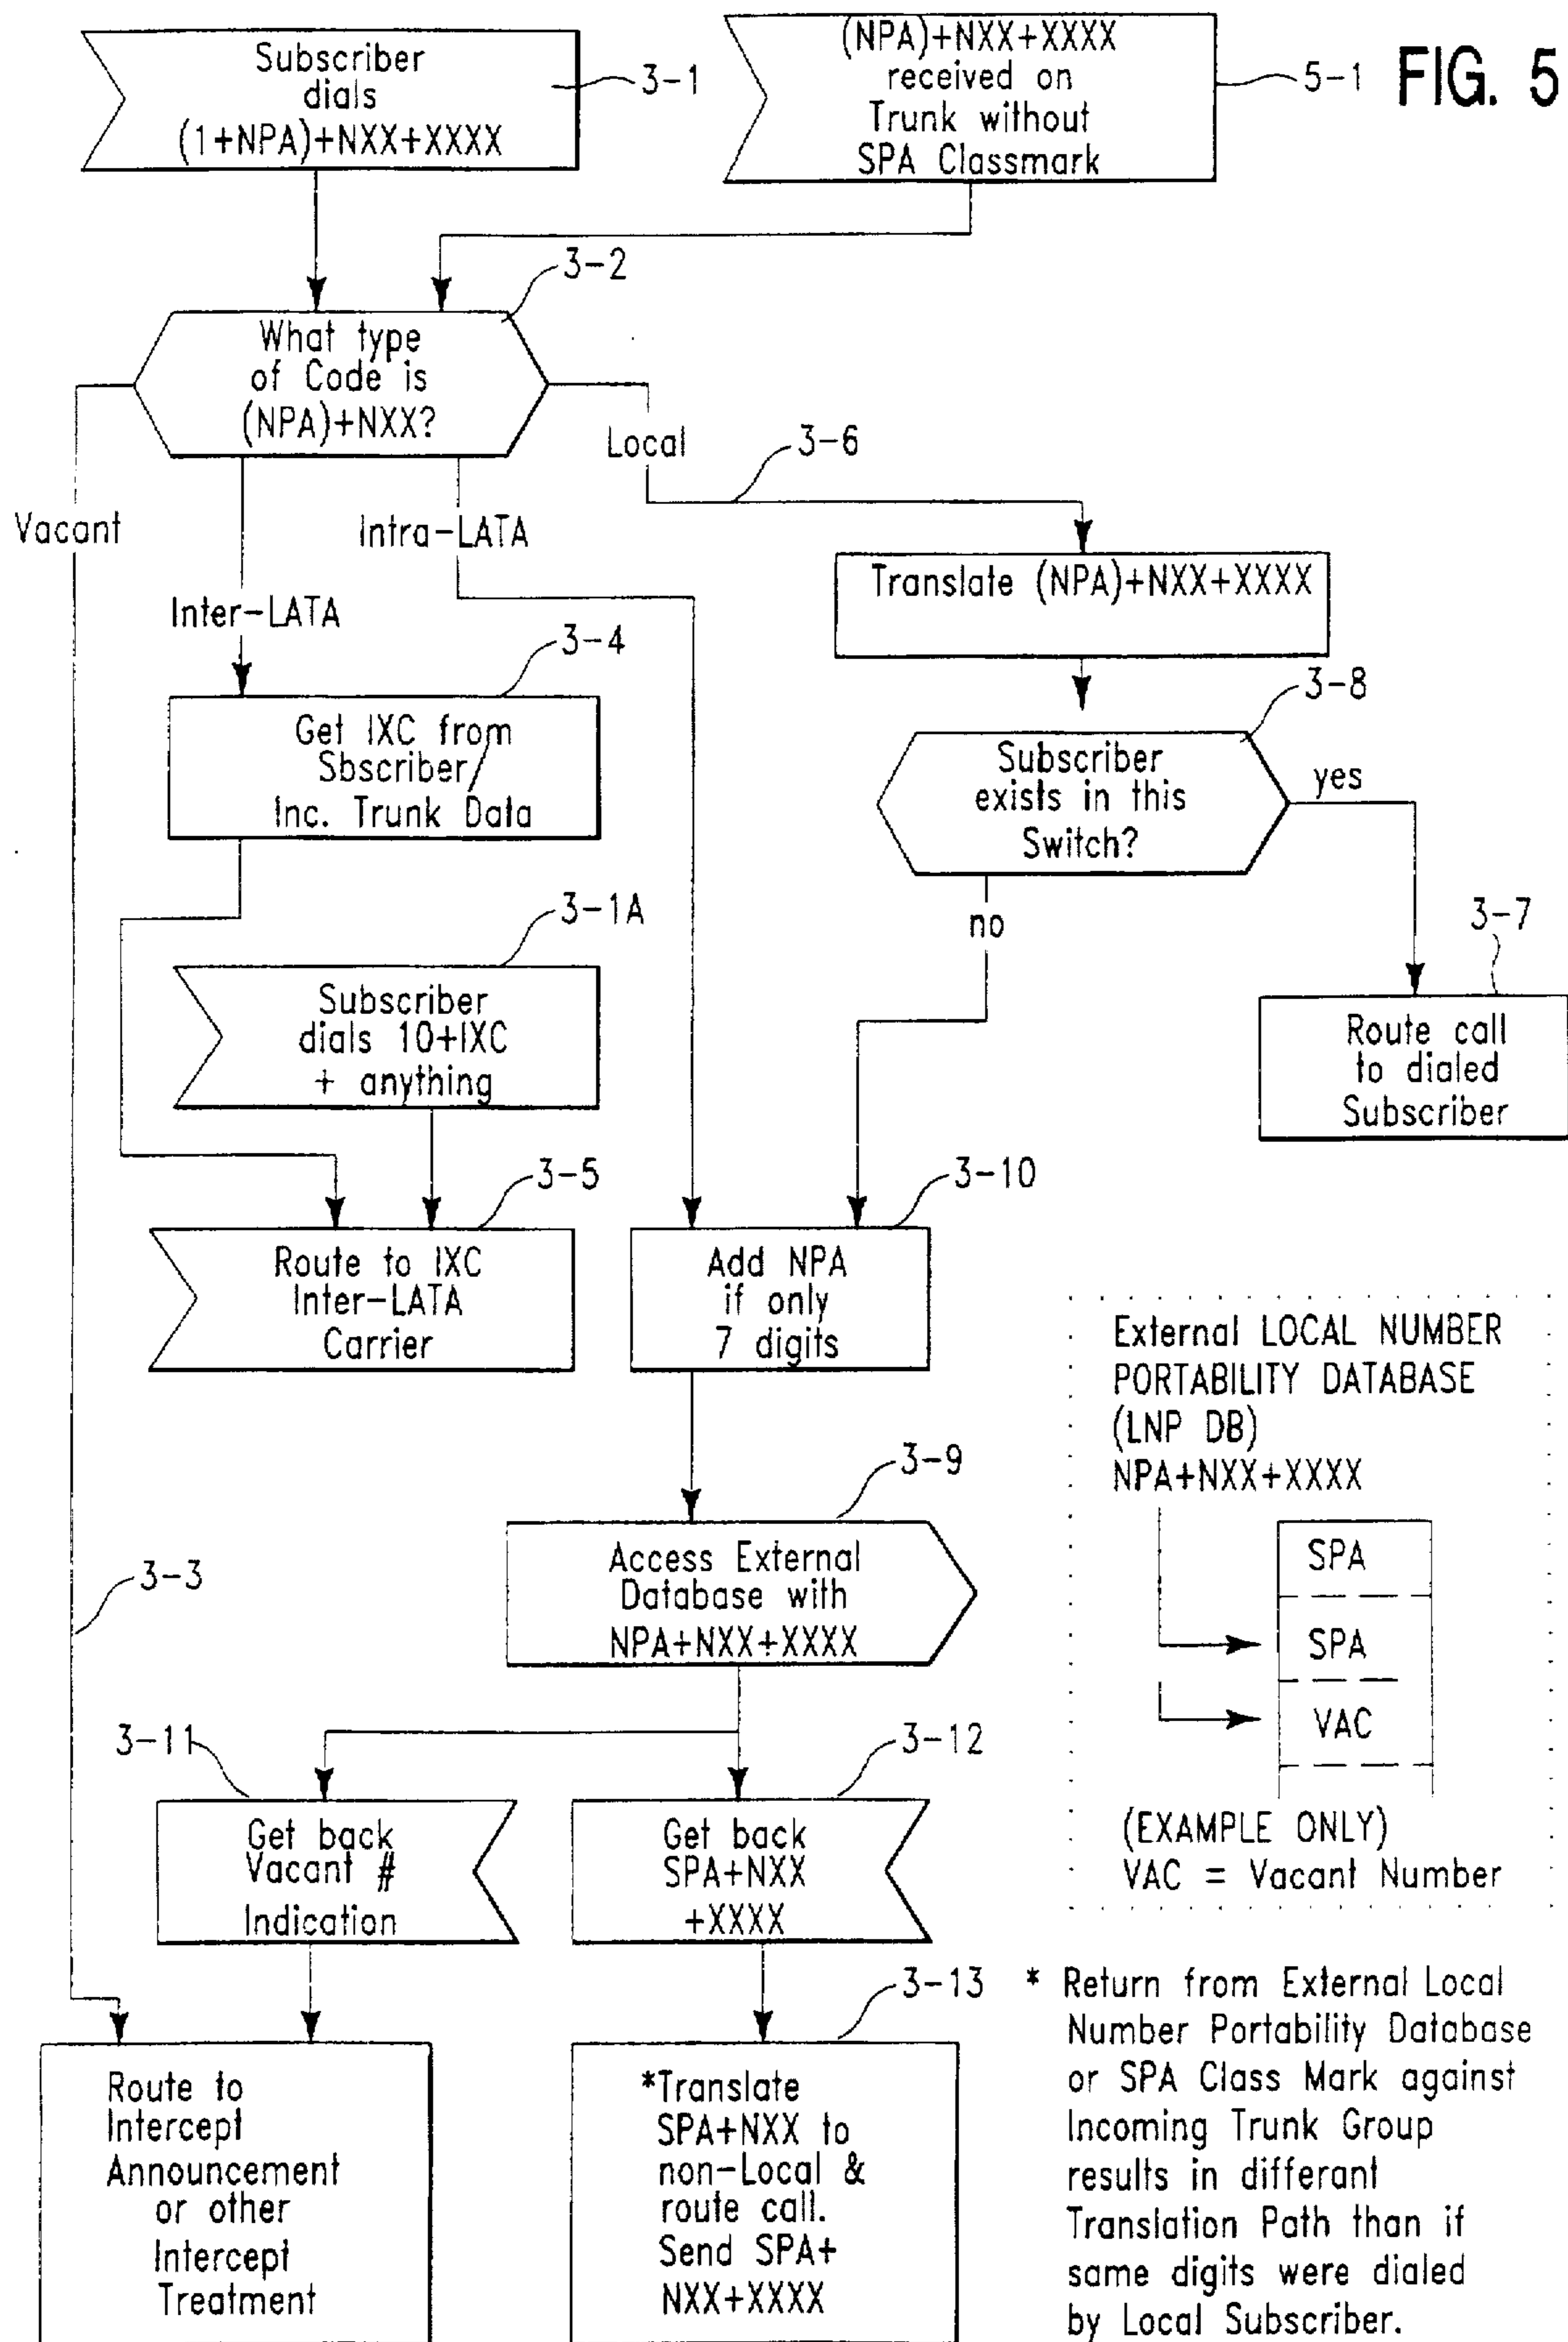 Subscriber
dials
(1+NPA)+NXX+XXXX
3-1
(NPA)+NXX+XXXX
received on
Trunk without
SPA Classmark
5-1
FIG. 5
3-2
What type
of Code is
(NPA)+NXX?
Vacant
Inter-LATA
Intra-LATA
Local
3-6
Translate (NPA)+NXX+XXXX
3-4
Get IXC from
Sbscriber/
Inc. Trunk Data
3-8
Subscriber
exists in this
Switch?
yes
no
3-7
Route call
to dialed
Subscriber
3-1A
Subscriber
dials 10+IXC
+ anything
3-5
Route to IXC
Inter-LATA
Carrier
3-10
Add NPA
if only
7 digits
External LOCAL NUMBER
PORTABILITY DATABASE
(LNP DB)
NPA+NXX+XXXX
SPA
SPA
VAC
(EXAMPLE ONLY)
VAC = Vacant Number
3-9
Access External
Database with
NPA+NXX+XXXX
3-3
3-11
Get back
Vacant #
Indication
3-12
Get back
SPA+NXX
+XXXX
Route to
Intercept
Announcement
or other
Intercept
Treatment
3-13
*Translate
SPA+NXX to
non-Local &
route call.
Send SPA+
NXX+XXXX
* Return from External Local
Number Portability Database
or SPA Class Mark against
Incoming Trunk Group
results in differant
Translation Path than if
same digits were dialed
by Local Subscriber.